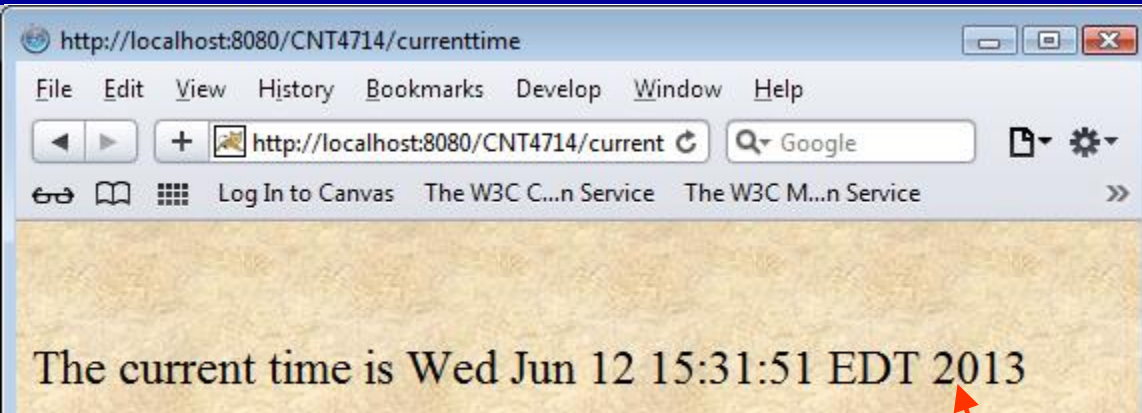 http://localhost:8080/CNT4714/currenttime
File Edit View History Bookmarks Develop Window Help
http://localhost:8080/CNT4714/current Google
Log In to Canvas The W3C C...n Service The W3C M...n Service
The current time is Wed Jun 12 15:31:51 EDT 2013